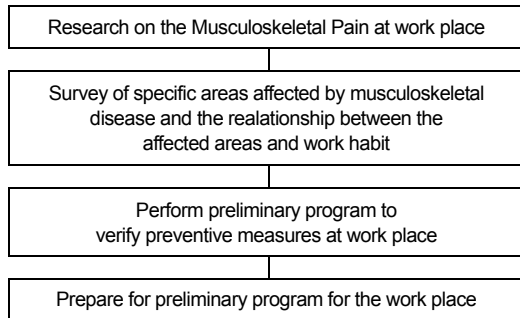 Research on the Musculoskeletal Pain at work place
Survey of specific areas affected by musculoskeletal
disease and the realationship between the
affected areas and work habit
Perform preliminary program to
verify preventive measures at work place
Prepare for preliminary program for the work place